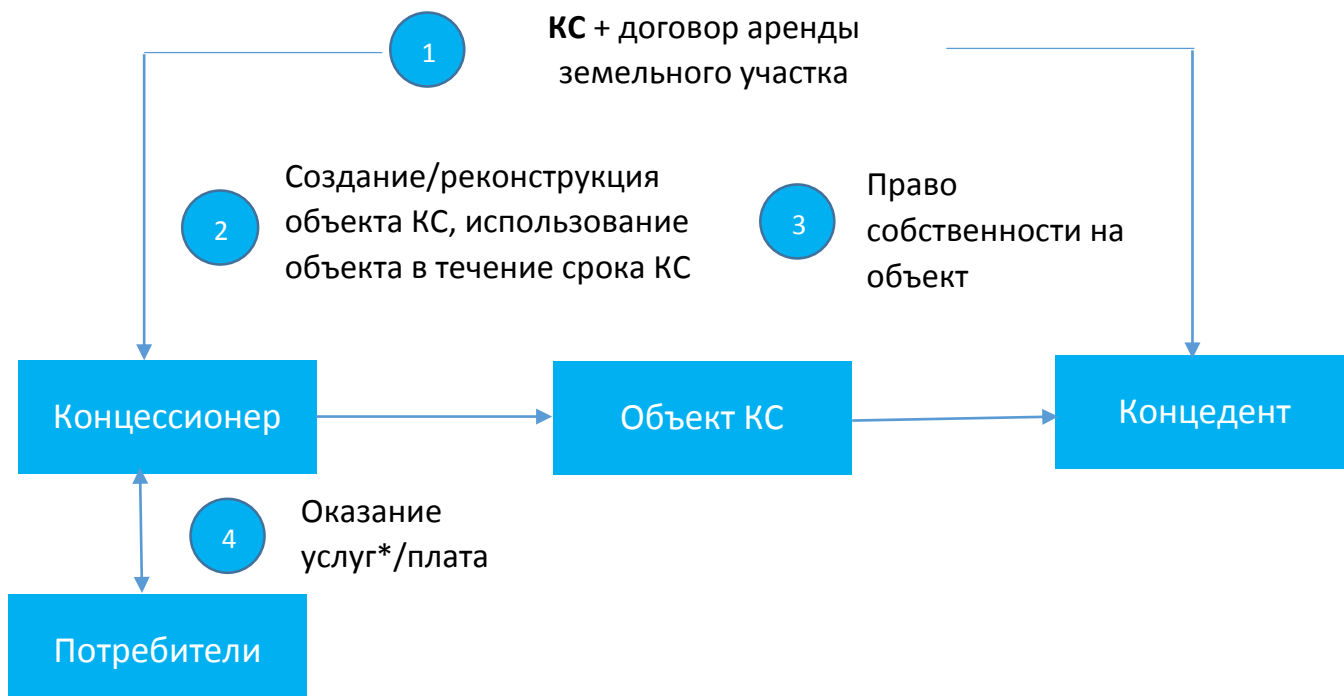 1
КС + договор аренды
земельного участка
2
Создание/реконструкция
объекта КС, использование
объекта в течение срока КС
3
Право
собственности на
объект
Концессионер
Объект КС
Концедент
4
Оказание
услуг*/плата
Потребители